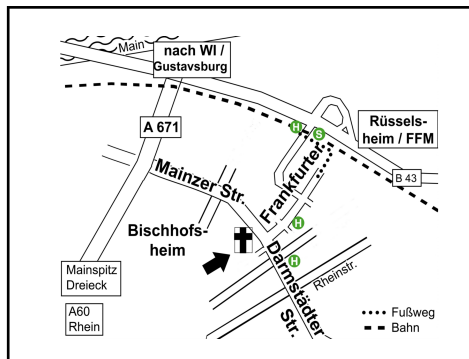 Main
nach WI /
Gustavsburg
H
S
Rüssels-
heim / FFM
A 671
B 43
Mainzer Str.
Frankfurter
Bischofs-
heim
H
H
Darmstädter
Str.
Rheinstr.
Mainspitz
Dreieck
A60
Rhein
Fußweg
Bahn